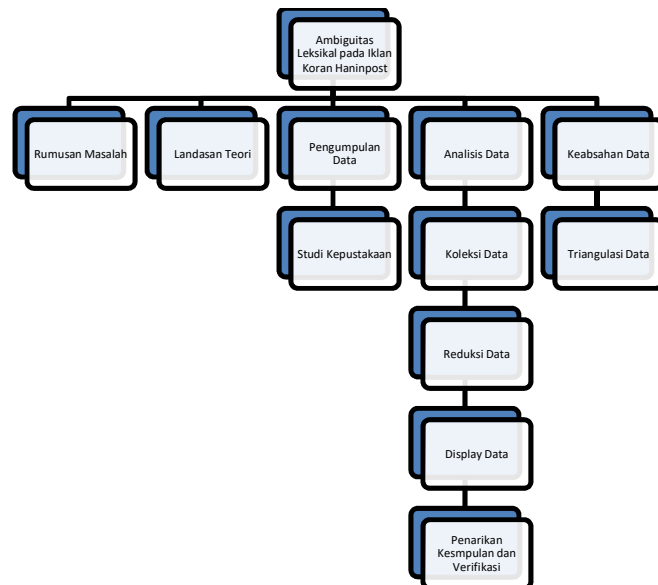 Ambiguitas
Leksikal pada Iklan
Koran Haninpost
Rumusan Masalah
Landasan Teori
Pengumpulan
Data
Analisis Data
Keabsahan Data
Studi Kepustakaan
Koleksi Data
Triangulasi Data
Reduksi Data
Display Data
Penarikan
Kesmpulan dan
Verifikasi